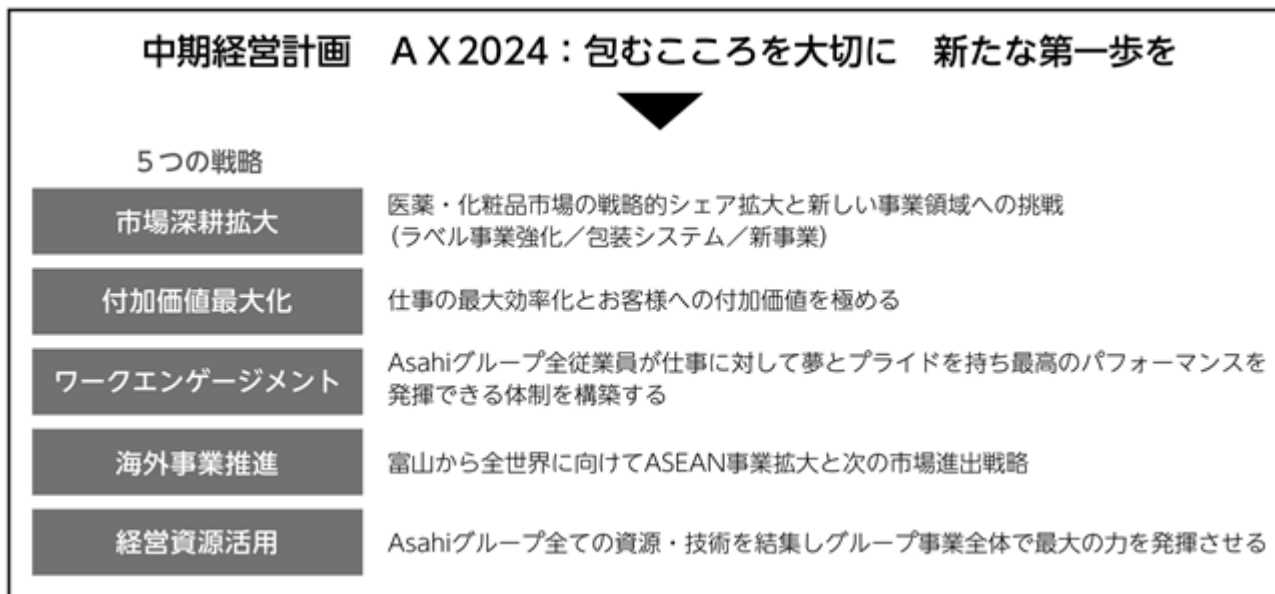 中期経営計画　ＡＸ2024：包むこころを大切に　新たな第一歩を
５つの戦略
市場深耕拡大
医薬・化粧品市場の戦略的シェア拡大と新しい事業領域への挑戦
（ラベル事業強化／包装システム／新事業）
付加価値最大化
仕事の最大効率化とお客様への付加価値を極める
ワークエンゲージメント
Asahiグループ全従業員が仕事に対して夢とプライドを持ち最高のパフォーマンスを
発揮できる体制を構築する
海外事業推進
富山から全世界に向けてASEAN事業拡大と次の市場進出戦略
経営資源活用
Asahiグループ全ての資源・技術を結集しグループ事業全体で最大の力を発揮させる